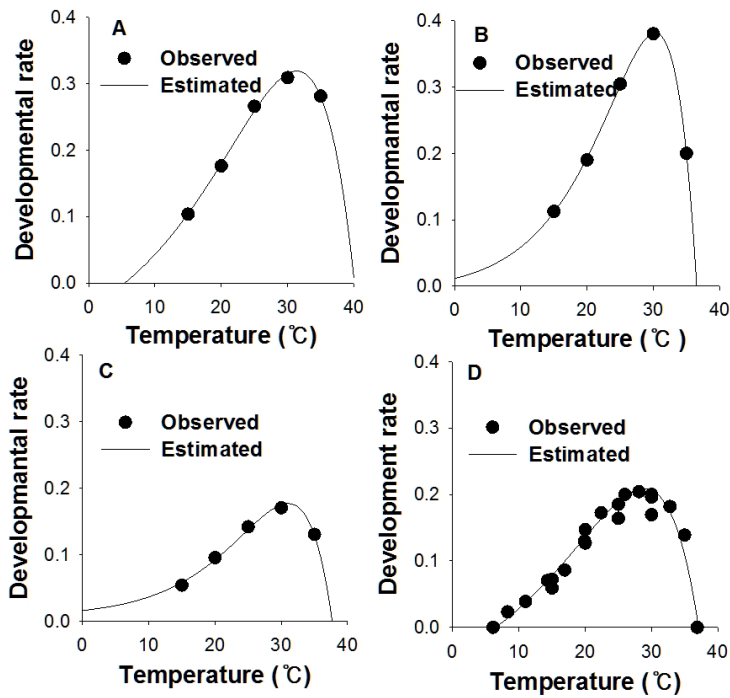 A
Observed
Estimated
Developmental rate
0.4
0.3
0.2
0.1
0.0
0 10 20 30 40
Temperature (℃)
B
Observed
Estimated
Developmantal rate
0.4
0.3
0.2
0.1
0.0
0 10 20 30 40
Temperature (℃ )
C
Observed
Estimated
Developmantal rate
0.4
0.3
0.2
0.1
0.0
0 10 20 30 40
Temperature (℃)
D
Observed
Estimated
Development rate
0.4
0.3
0.2
0.1
0.0
0 10 20 30 40
Temperature (℃)